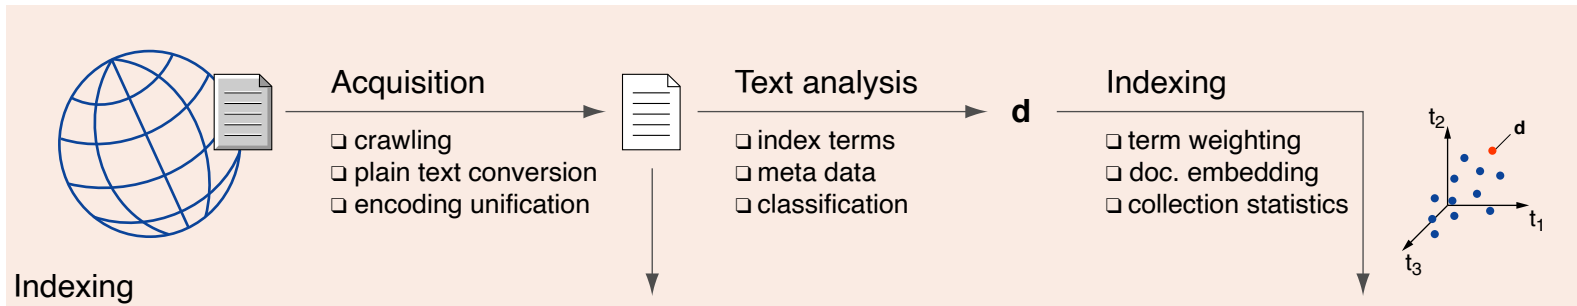 Acquisition
❑ crawling
❑ plain text conversion
❑ encoding unification
Text analysis
❑ index terms
❑ meta data
❑ classification
d
Indexing
❑ term weighting
❑ doc. embedding
❑ collection statistics
t2
d
t1
t3
Indexing